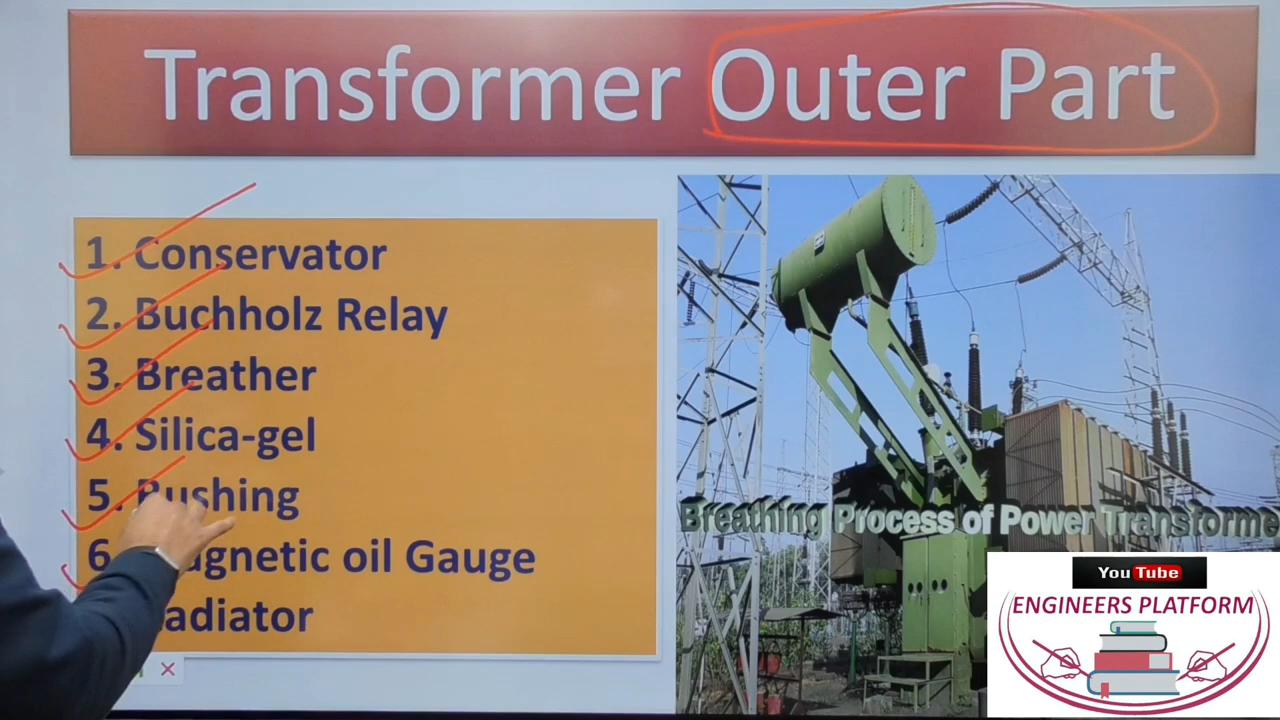 Transformer Outer Part
1. Conservator
2. Buchholz Relay
3. Breather
4. Silica-gel
5. Bushing
6 oil Gauge
Breathing Process of Power
YouTube
ENGINEERS PLATFORM